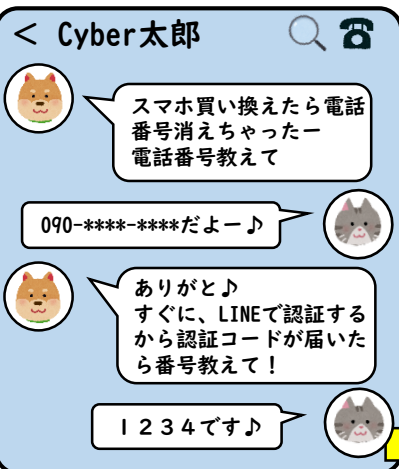 < Cyber太郎
スマホ買い換えたら電話
番号消えちゃったー
電話番号教えて
090-****-****だよー♪
ありがと♪
すぐに、LINEで認証する
から認証コードが届いた
ら番号教えて！
１２３４です♪